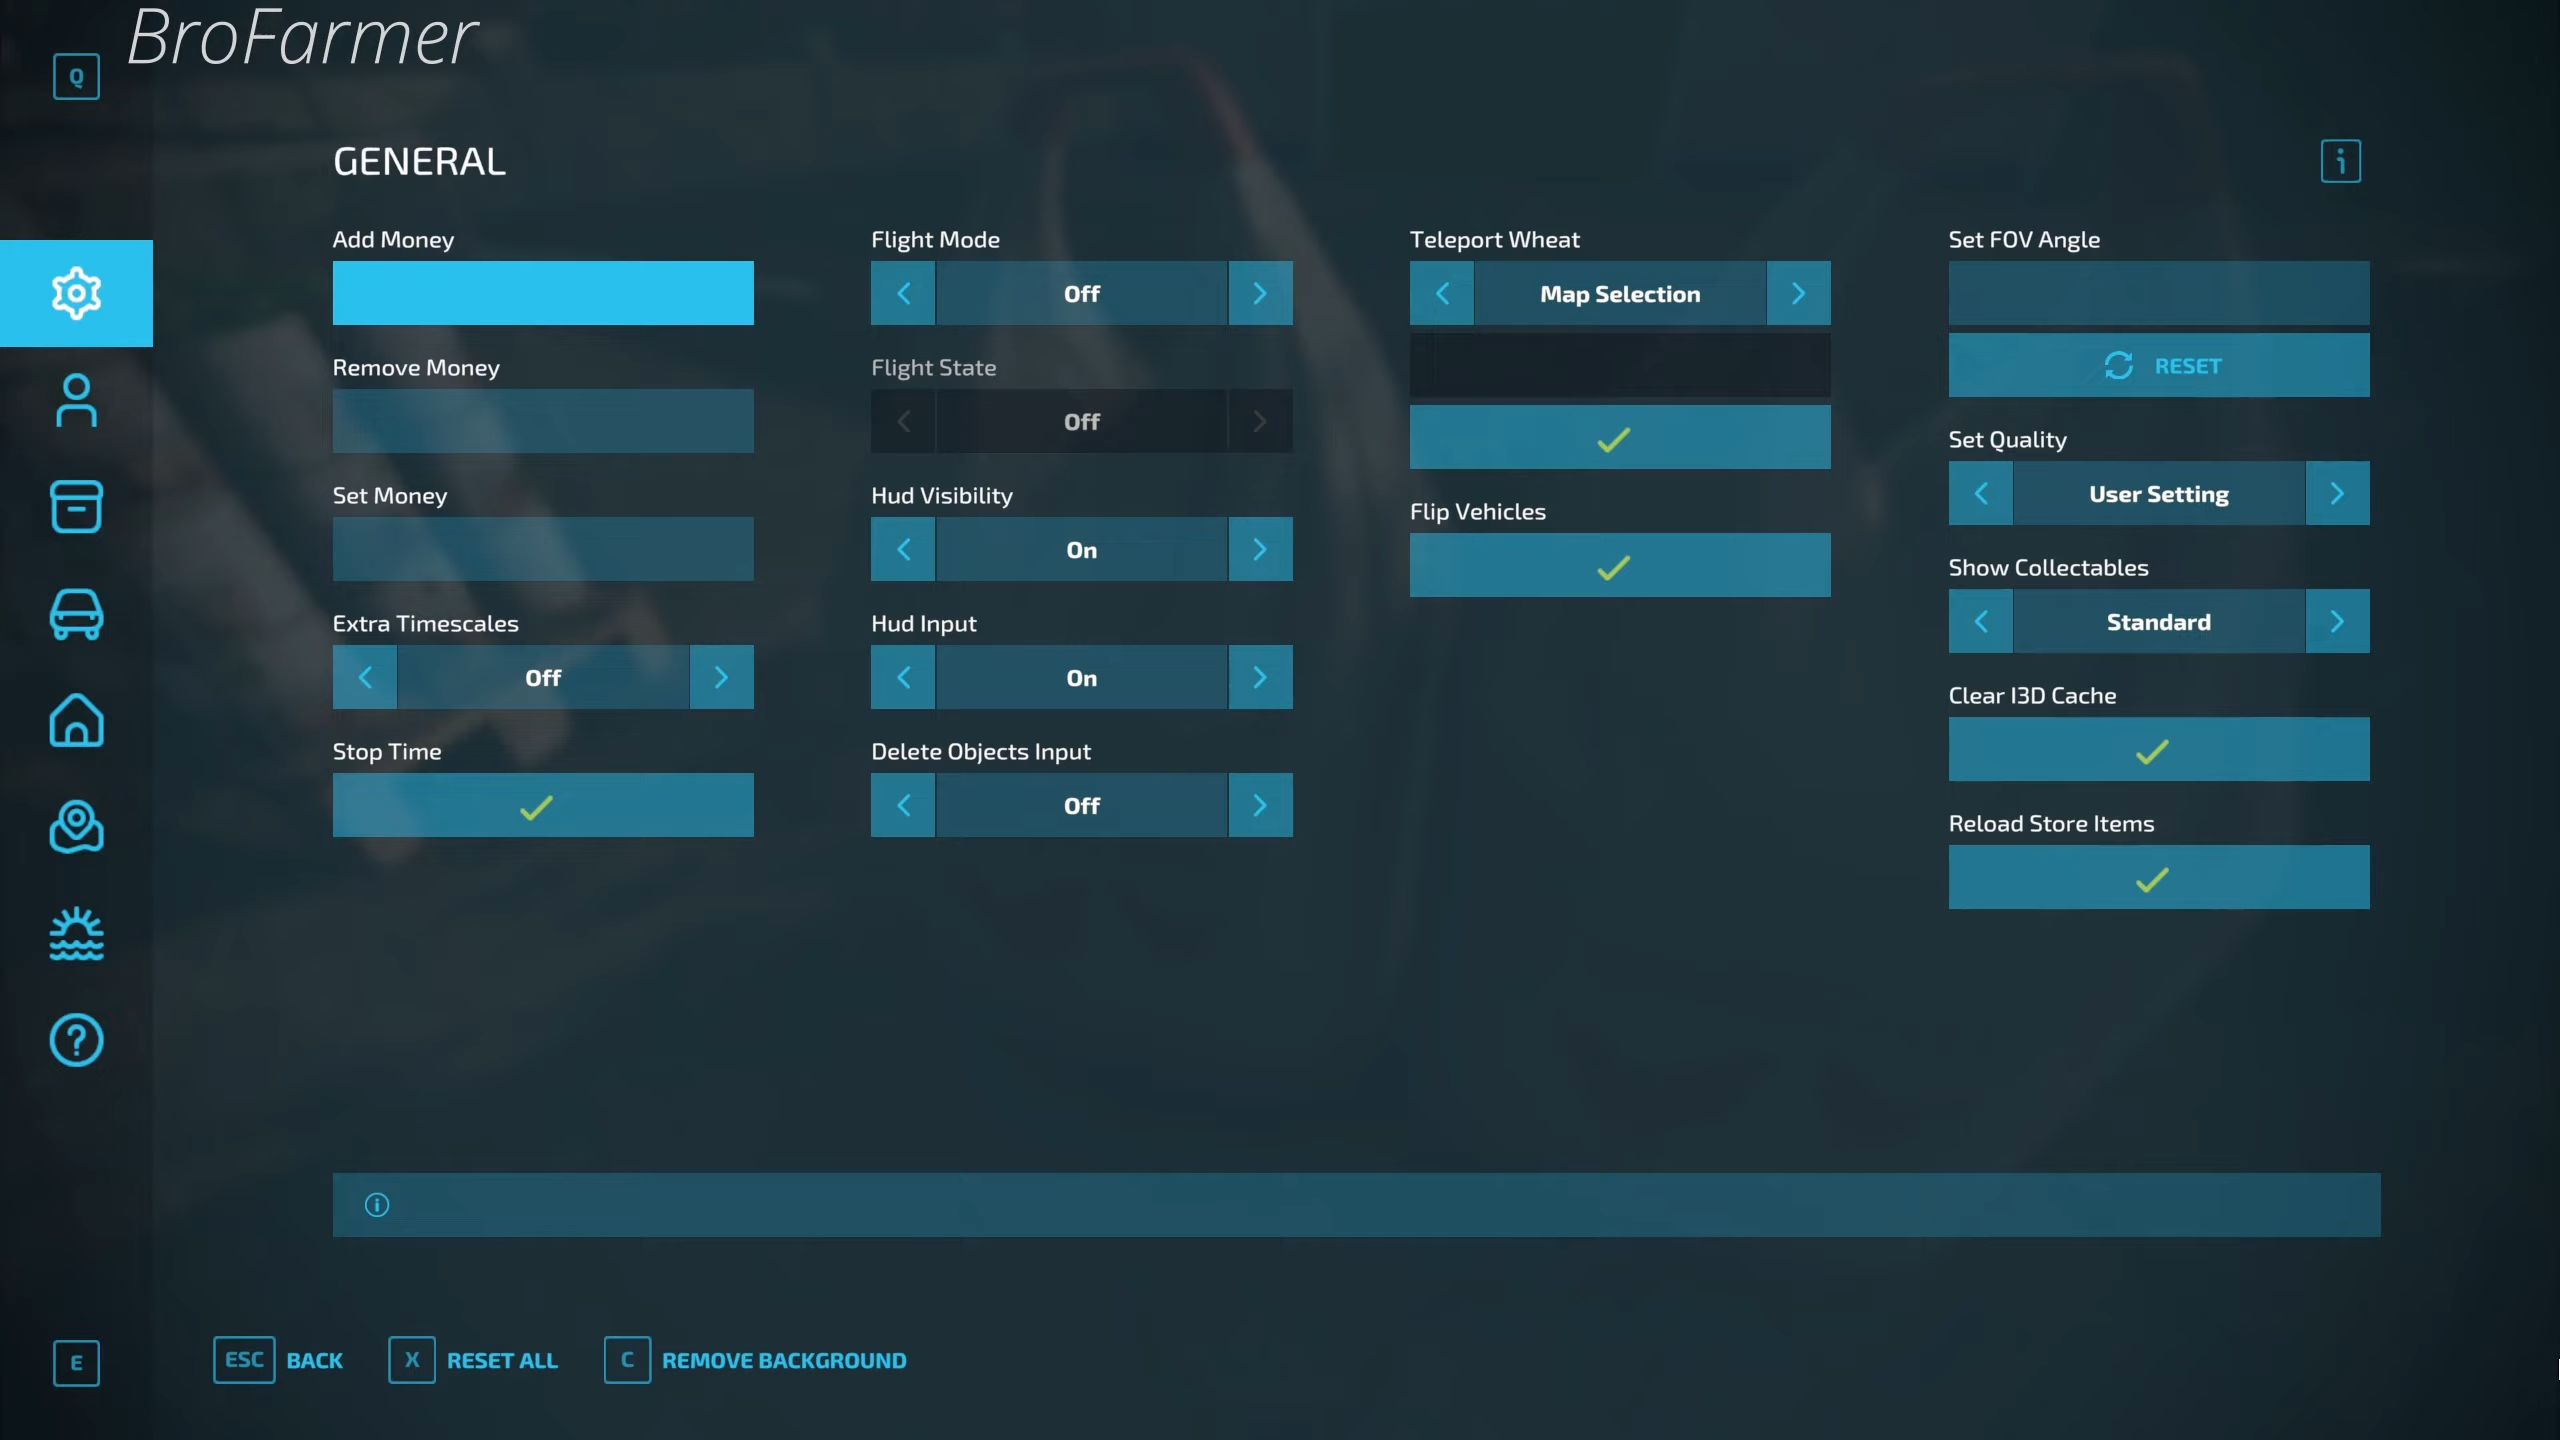 BroFarmer
Q
GENERAL
Add Money
Remove Money
Set Money
Extra Timescales
Off
Stop Time
Flight Mode
Off
Flight State
Off
Hud Visibility
On
Hud Input
On
Delete Objects Input
Off
Teleport Wheat
Map Selection
Flip Vehicles
Set FOV Angle
RESET
Set Quality
User Setting
Show Collectables
Standard
Clear I3D Cache
Reload Store Items
E
ESC BACK X RESET ALL C REMOVE BACKGROUND